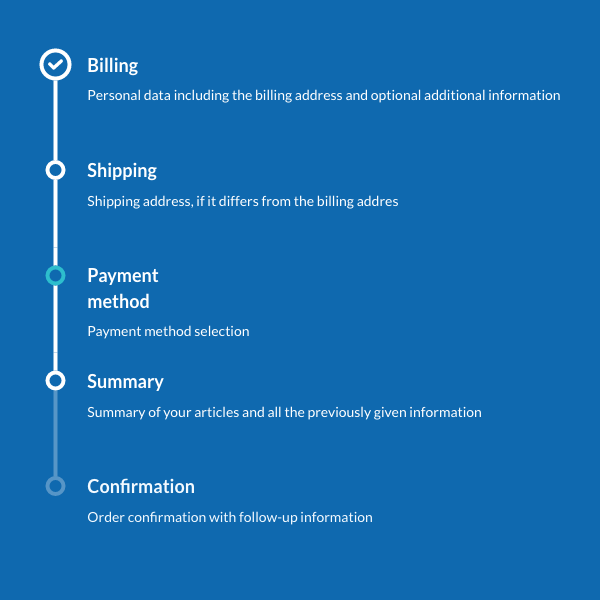 Billing
Personal data including the billing address and optional additional information
Shipping
Shipping address, if it differs from the billing addres
Payment
method
Payment method selection
Summary
Summary of your articles and all the previously given information
Confirmation
Order confirmation with follow-up information